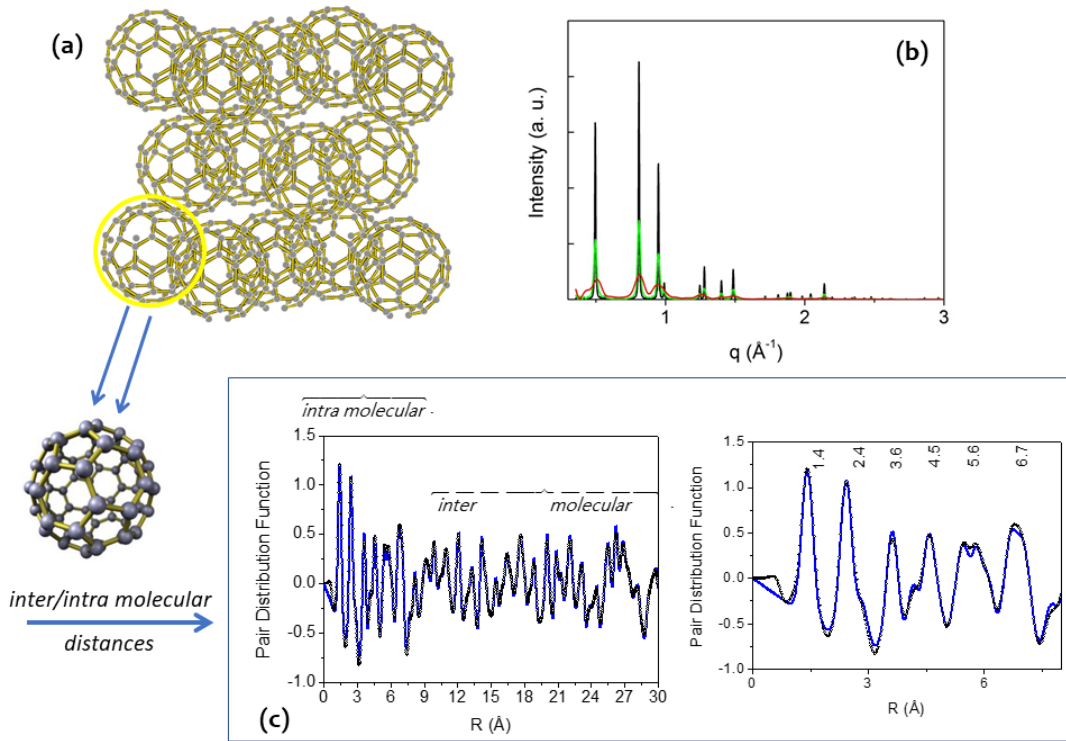 (a)
(b)
Intensity (a. u.)
1
2
3
q (Å⁻¹)
inter/intra molecular
distances
(c)
intra molecular
inter
molecular
1.5
1.0
0.5
0.0
-0.5
-1.0
0 3 6 9 12 15 18 21 24 27 30
Pair Distribution Function
R (Å)
1.4
2.4
3.6
4.5
5.6
6.7
1.5
1.0
0.5
0.0
-0.5
-1.0
0 3 6
Pair Distribution Function
R (Å)